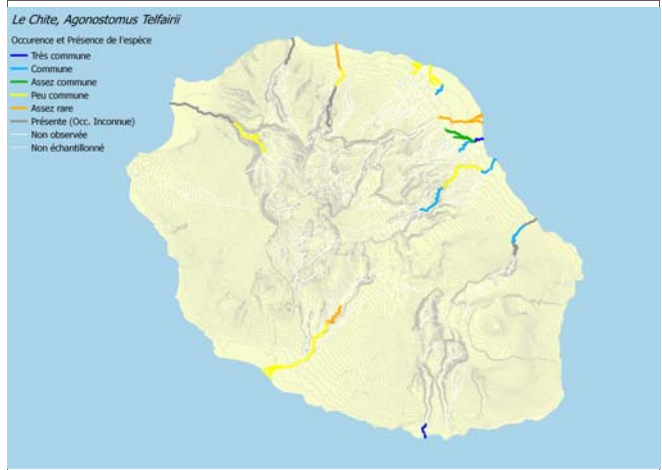 Le Chite, Agonostomus Telfairii
Occurence et Présence de l'espèce
Très commune
Commune
Assez commune
Peu commune
Assez rare
Présente (Occ. Inconnue)
Non observée
Non échantillonné